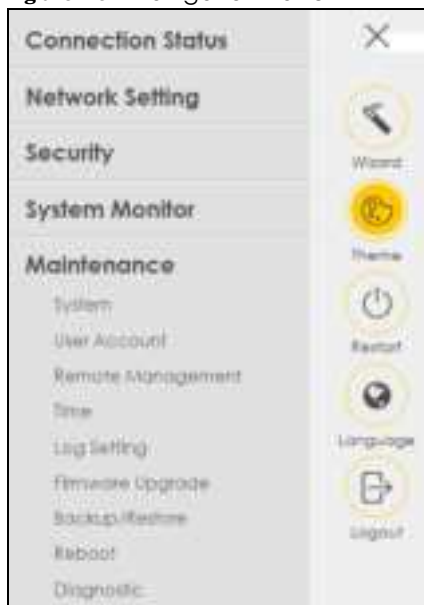 Connection Status
Network Setting
Security
System Monitor
Maintenance
System
User Account
Remote Management
Time
Log Setting
Firmware Upgrade
Backup/Restore
Reboot
Diagnostic
Wizard
Theme
Restart
Language
Logout